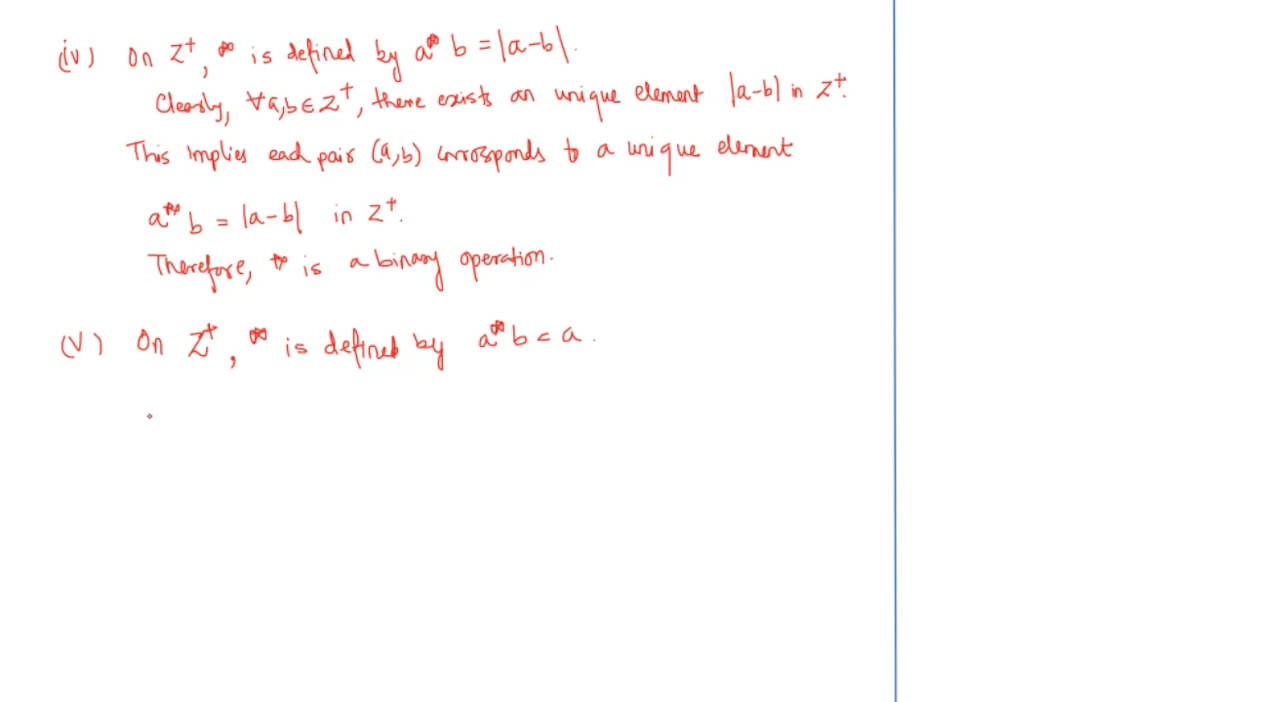 (iv) On Z⁺, * is defined by a * b = |a-b|.
Clearly, ∀ a,b ∈ Z⁺, there exists an unique element |a-b| in Z⁺.
This implies each pair (a,b) corrosponds to a unique element
a * b = |a-b| in Z⁺.
Therefore, * is a binary operation.
(V) On Z⁺, * is defined by a * b = a.